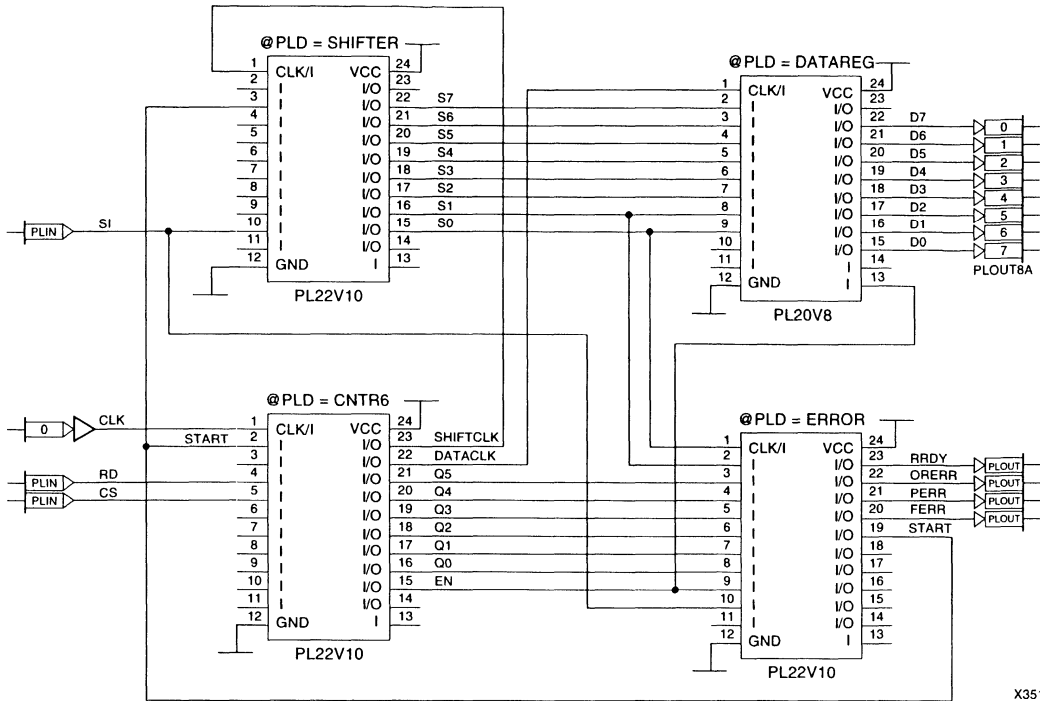 @PLD = SHIFTER
1 CLK/I VCC 24
2 I I/O 23
3 I I/O 22 S7
4 I I/O 21 S6
5 I I/O 20 S5
6 I I/O 19 S4
7 I I/O 18 S3
8 I I/O 17 S2
9 I I/O 16 S1
10 I I/O 15 S0
11 I I/O 14
12 GND I 13
PL22V10
@PLD = DATAREG
1 CLK/I VCC 24
2 I I/O 23
3 I I/O 22 D7 0
4 I I/O 21 D6 1
5 I I/O 20 D5 2
6 I I/O 19 D4 3
7 I I/O 18 D3 4
8 I I/O 17 D2 5
9 I I/O 16 D1 6
10 I I/O 15 D0 7
11 I I 14
12 GND I 13
PLOUT8A
PL20V8
PLIN SI
0 CLK
START
PLIN RD
PLIN CS
@PLD = CNTR6
1 CLK/I VCC 24
2 I I/O 23 SHIFTCLK
3 I I/O 22 DATACLK
4 I I/O 21 Q5
5 I I/O 20 Q4
6 I I/O 19 Q3
7 I I/O 18 Q2
8 I I/O 17 Q1
9 I I/O 16 Q0
10 I I/O 15 EN
11 I I/O 14
12 GND I 13
PL22V10
@PLD = ERROR
1 CLK/I VCC 24
2 I I/O 23 RRDY PLOUT
3 I I/O 22 ORERR PLOUT
4 I I/O 21 PERR PLOUT
5 I I/O 20 FERR PLOUT
6 I I/O 19 START
7 I I/O 18
8 I I/O 17
9 I I/O 16
10 I I/O 15
11 I I/O 14
12 GND I 13
PL22V10